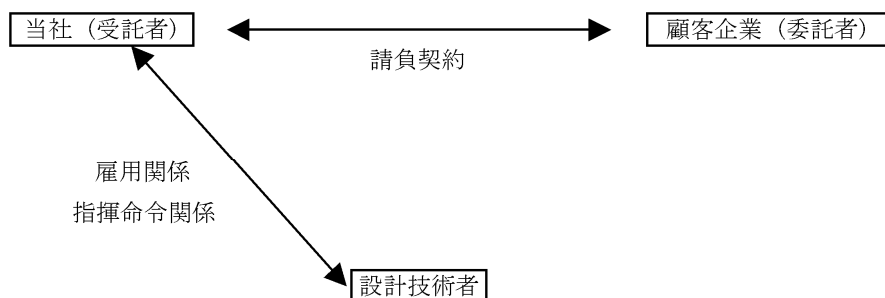 当社（受託者）
顧客企業（委託者）
請負契約
雇用関係
指揮命令関係
設計技術者